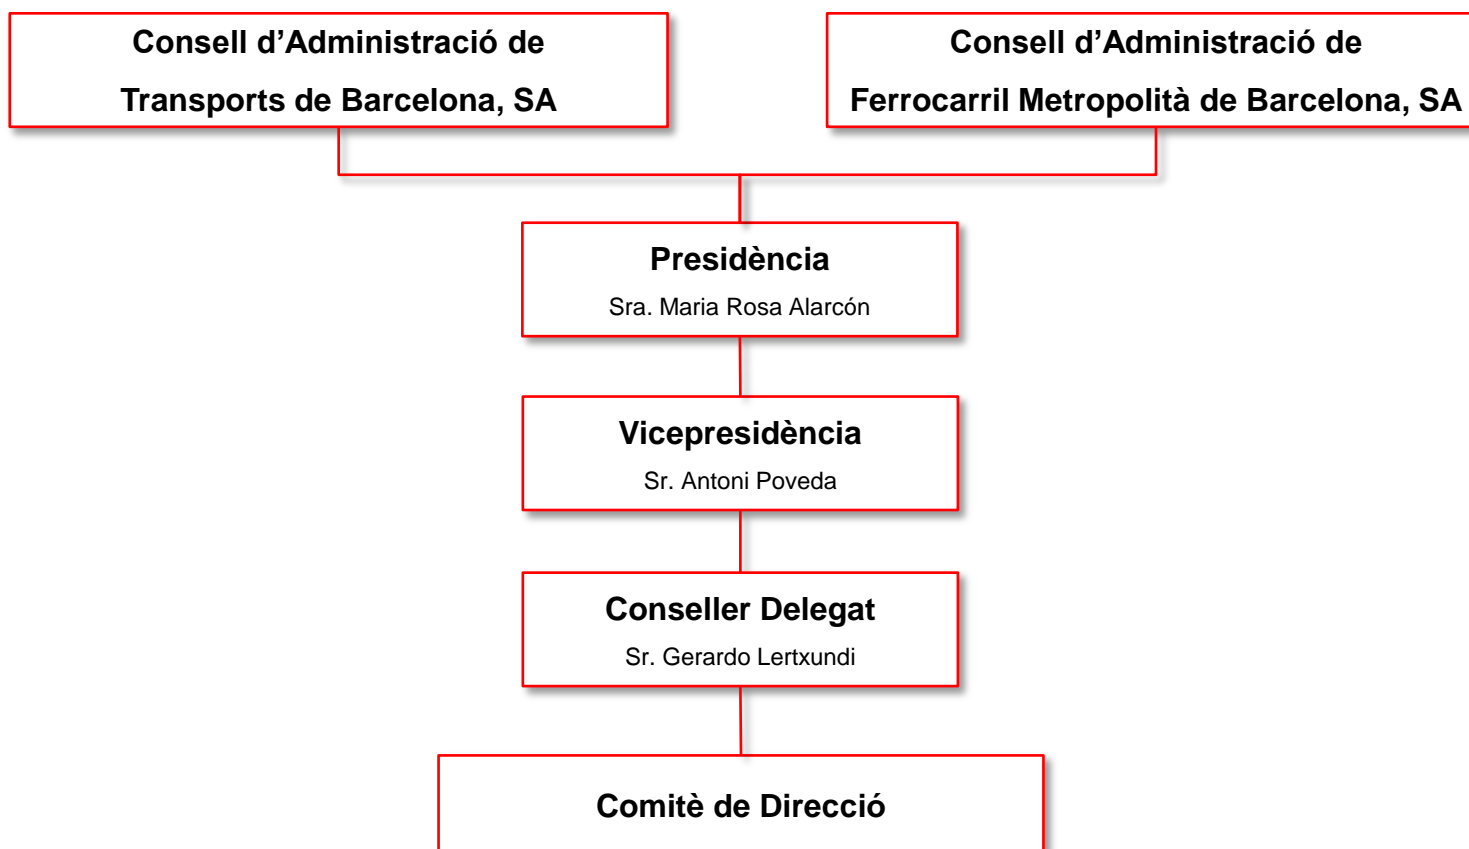 Consell d’Administració de
Transports de Barcelona, SA
Consell d’Administració de
Ferrocarril Metropolità de Barcelona, SA
Presidència
Sra. Maria Rosa Alarcón
Vicepresidència
Sr. Antoni Poveda
Conseller Delegat
Sr. Gerardo Lertxundi
Comitè de Direcció